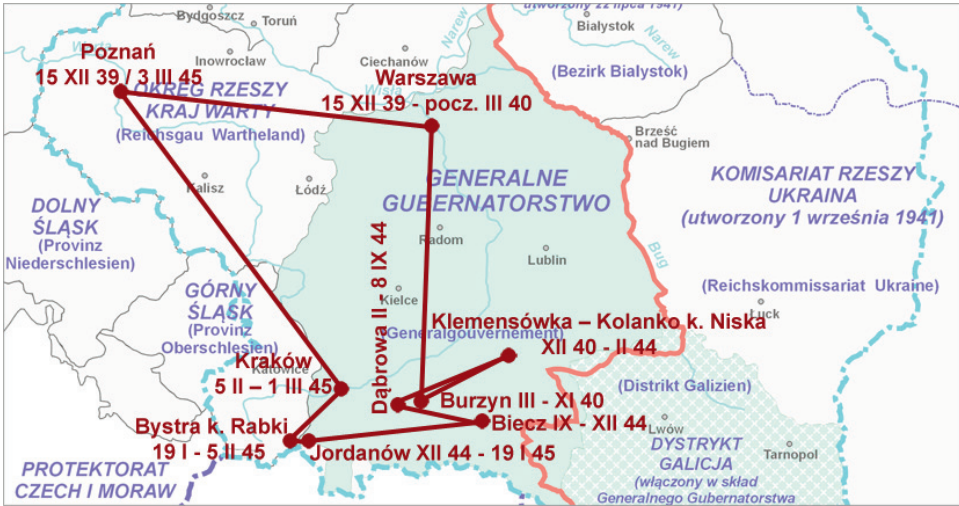 utworzony 22 lipca 1941)
Bydgoszcz
Toruń
Narew
Białystok
Narew
Warta
Poznań
15 XII 39 / 3 III 45
Inowrocław
Ciechanów
Wisła
Warszawa
15 XII 39 - pocz. III 40
(Bezirk Bialystok)
OKRĘG RZESZY
KRAJ WARTY
(Reichsgau Wartheland)
Brześć
nad Bugiem
Kalisz
Łódź
GENERALNE
GUBERNATORSTWO
KOMISARIAT RZESZY
UKRAINA
(utworzony 1 września 1941)
DOLNY
ŚLĄSK
(Provinz
Niederschlesien)
Radom
Lublin
Bug
Dąbrowa II - 8 IX 44
Kielce
(Reichskommissariat Ukraine)
Łuck
GÓRNY
ŚLĄSK
(Provinz
Oberschlesien)
Klemensówka – Kolanko k. Niska
XII 40 - II 44
(Generalgouvernement)
Katowice
Kraków
5 II – 1 III 45
(Distrikt Galizien)
Burzyn III - XI 40
Biecz IX - XII 44
Bystra k. Rabki
19 I - 5 II 45
Jordanów XII 44 - 19 I 45
Lwów
Tarnopol
DYSTRYKT
GALICJA
(włączony w skład
Generalnego Gubernatorstwa
PROTEKTORAT
CZECH I MORAW